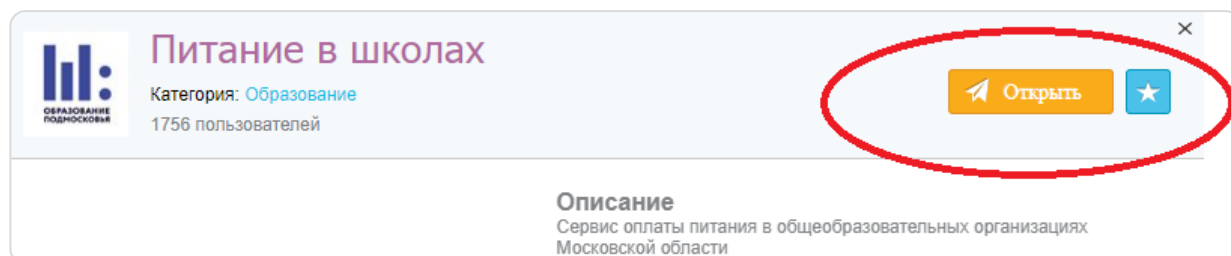 Питание в школах
Категория: Образование
1756 пользователей
ОБРАЗОВАНИЕ
ПОДМОСКОВЬЯ
Открыть
Описание
Сервис оплаты питания в общеобразовательных организациях
Московской области